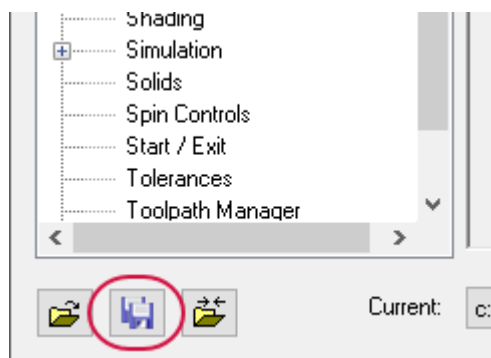 Shading
Simulation
Solids
Spin Controls
Start / Exit
Tolerances
Toolpath Manager
Current:
c: